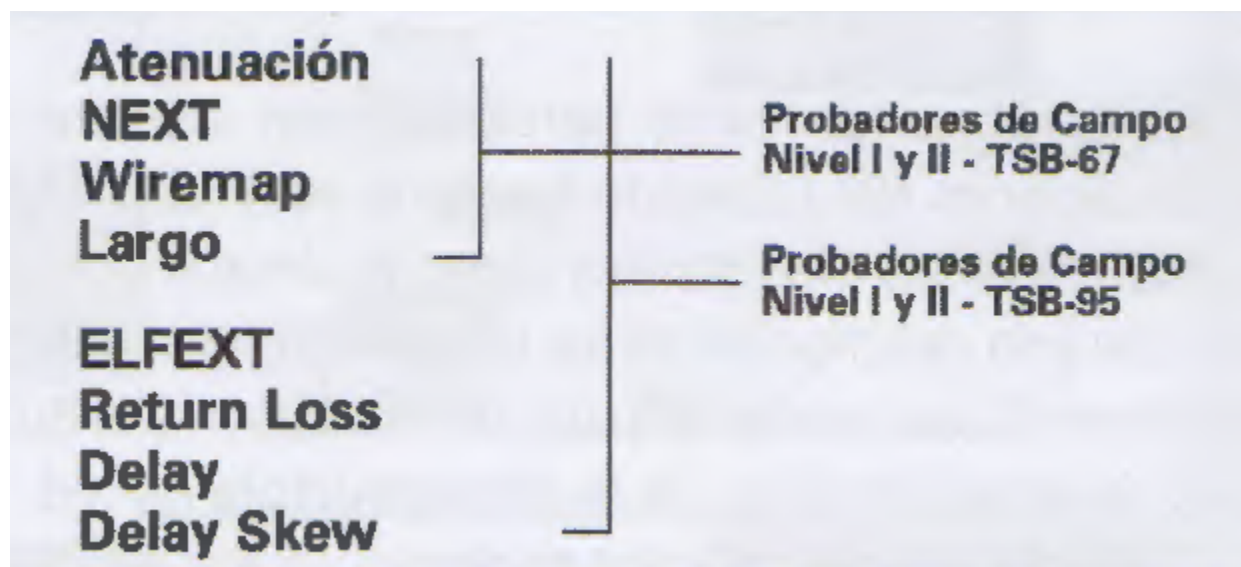 Atenuación
NEXT
Wiremap
Largo
ELFEXT
Return Loss
Delay
Delay Skew
Probadores de Campo
Nivel I y II - TSB-67
Probadores de Campo
Nivel I y II - TSB-95